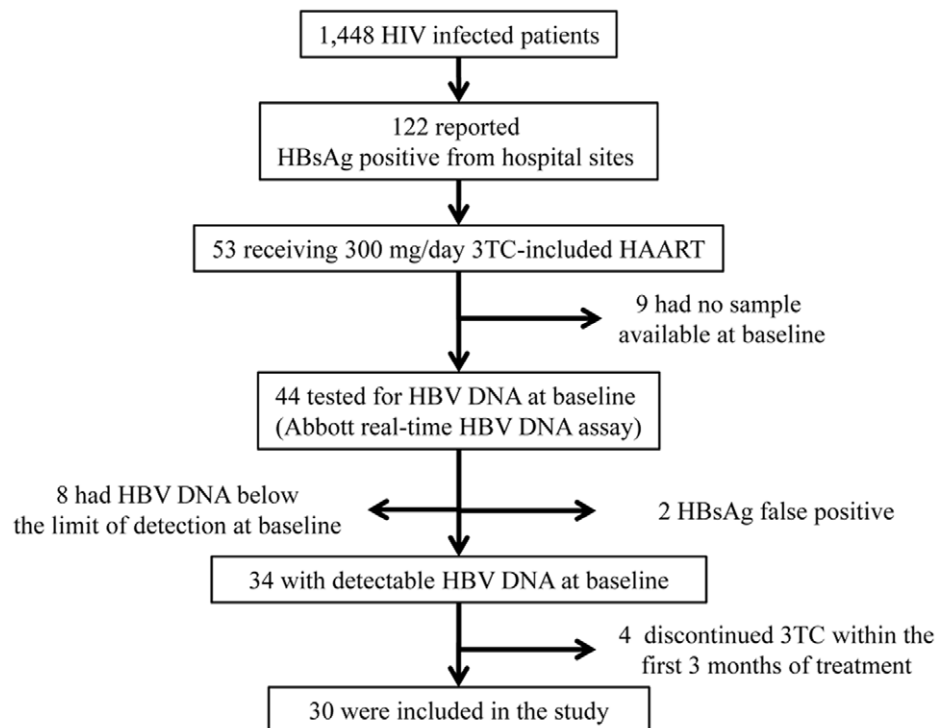 1,448 HIV infected patients
122 reported
HBsAg positive from hospital sites
53 receiving 300 mg/day 3TC-included HAART
9 had no sample
available at baseline
44 tested for HBV DNA at baseline
(Abbott real-time HBV DNA assay)
8 had HBV DNA below
the limit of detection at baseline
2 HBsAg false positive
34 with detectable HBV DNA at baseline
4 discontinued 3TC within the
first 3 months of treatment
30 were included in the study